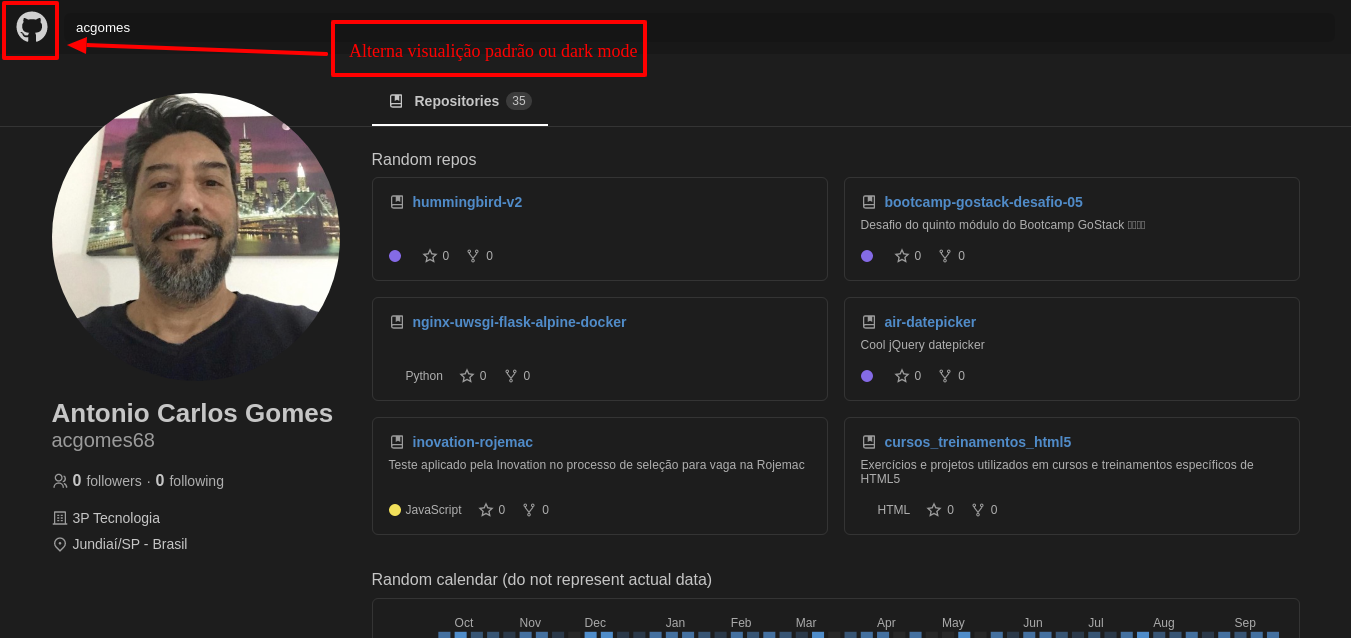 acgomes
Alterna visualição padrão ou dark mode
Repositories 35
Random repos
hummingbird-v2
0 0
bootcamp-gostack-desafio-05
Desafio do quinto módulo do Bootcamp GoStack
0 0
nginx-uwsgi-flask-alpine-docker
Python 0 0
air-datepicker
Cool jQuery datepicker
0 0
inovation-rojemac
Teste aplicado pela Inovation no processo de seleção para vaga na Rojemac
JavaScript 0 0
cursos_treinamentos_html5
Exercícios e projetos utilizados em cursos e treinamentos específicos de
HTML5
HTML 0 0
Antonio Carlos Gomes
acgomes68
0 followers · 0 following
3P Tecnologia
Jundiaí/SP - Brasil
Random calendar (do not represent actual data)
Oct Nov Dec Jan Feb Mar Apr May Jun Jul Aug Sep